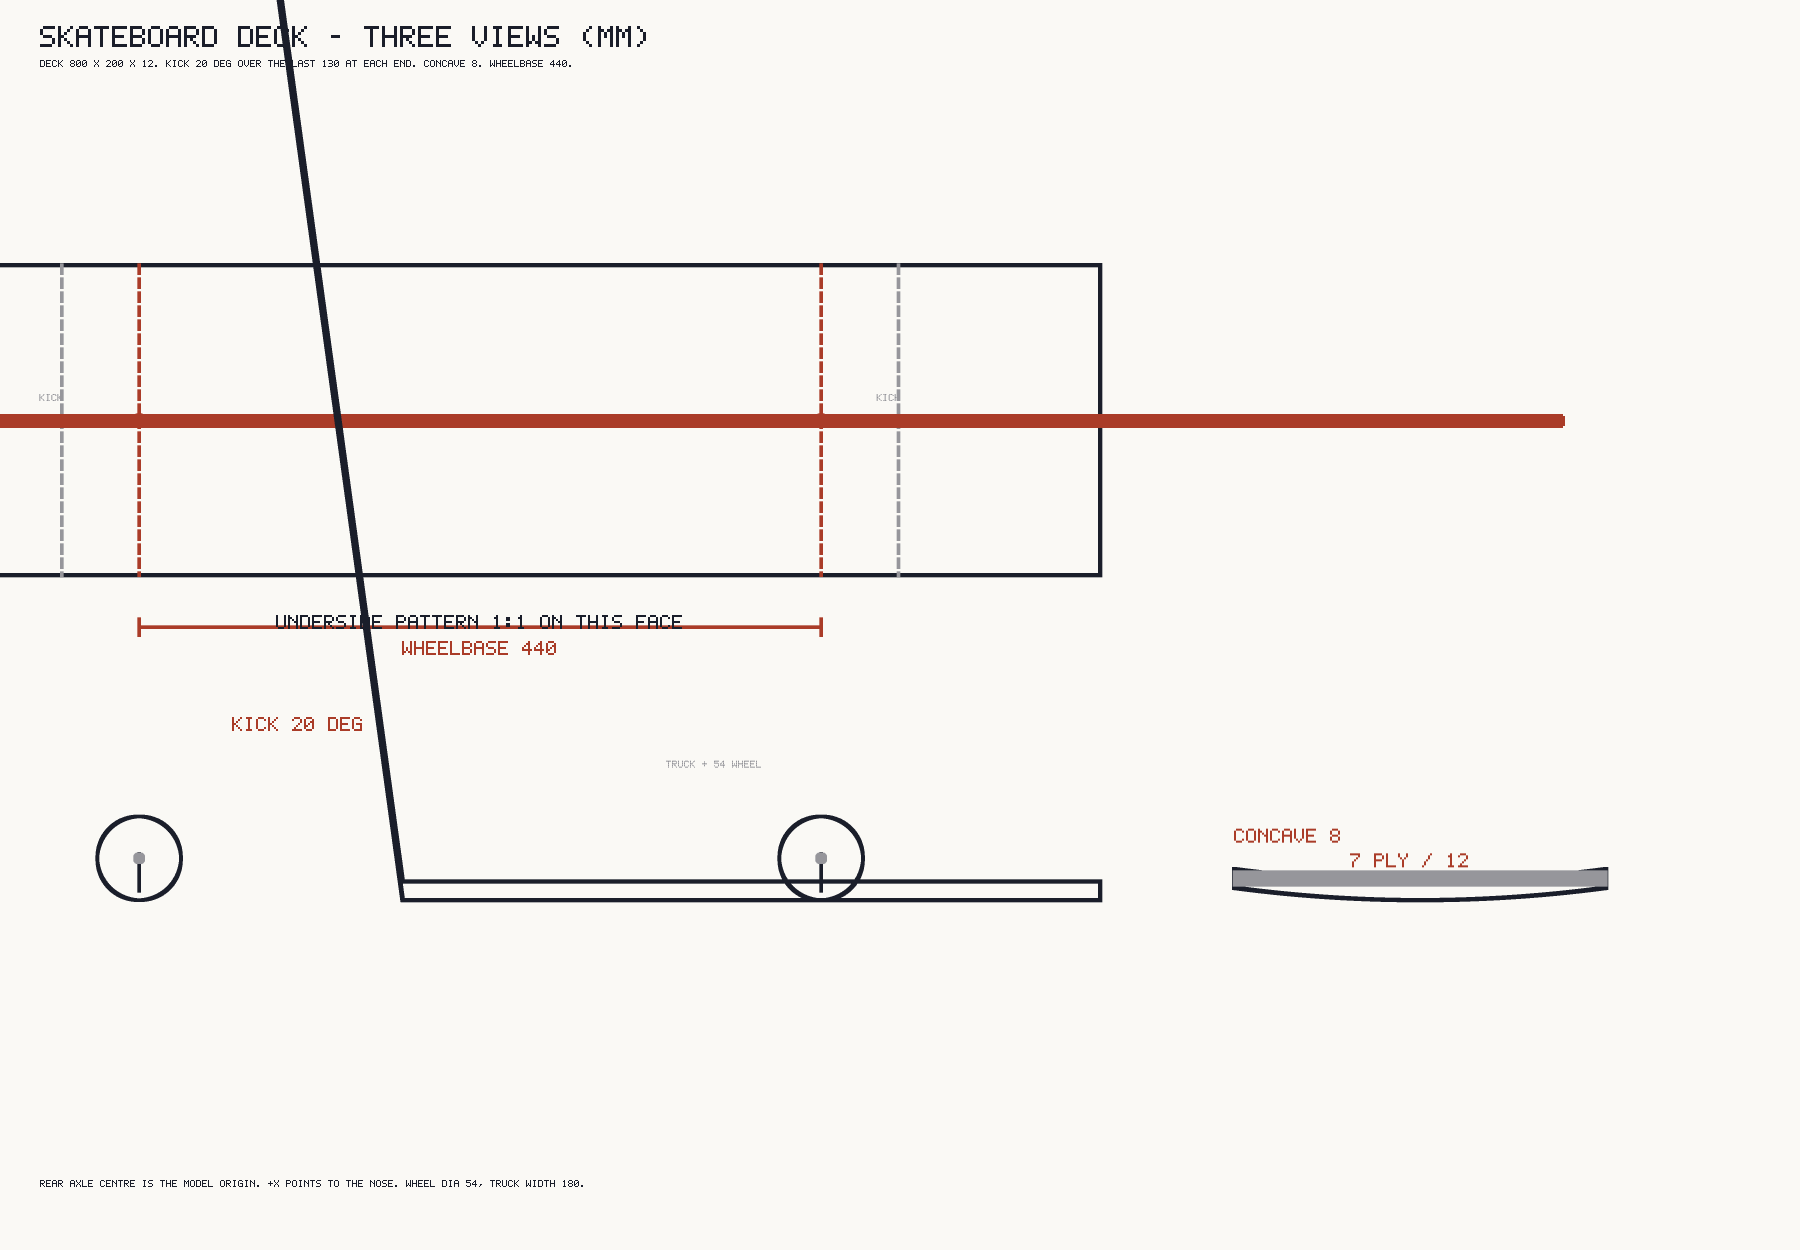 SKATEBOARD DECK - THREE VIEWS (MM)
DECK 800 X 200 X 12. KICK 20 DEG OVER THE LAST 130 AT EACH END. CONCAVE 8. WHEELBASE 440.
KICK
KICK
UNDERSIDE PATTERN 1:1 ON THIS FACE
WHEELBASE 440
KICK 20 DEG
TRUCK + 54 WHEEL
CONCAVE 8
7 PLY / 12
REAR AXLE CENTRE IS THE MODEL ORIGIN. +X POINTS TO THE NOSE. WHEEL DIA 54, TRUCK WIDTH 180.